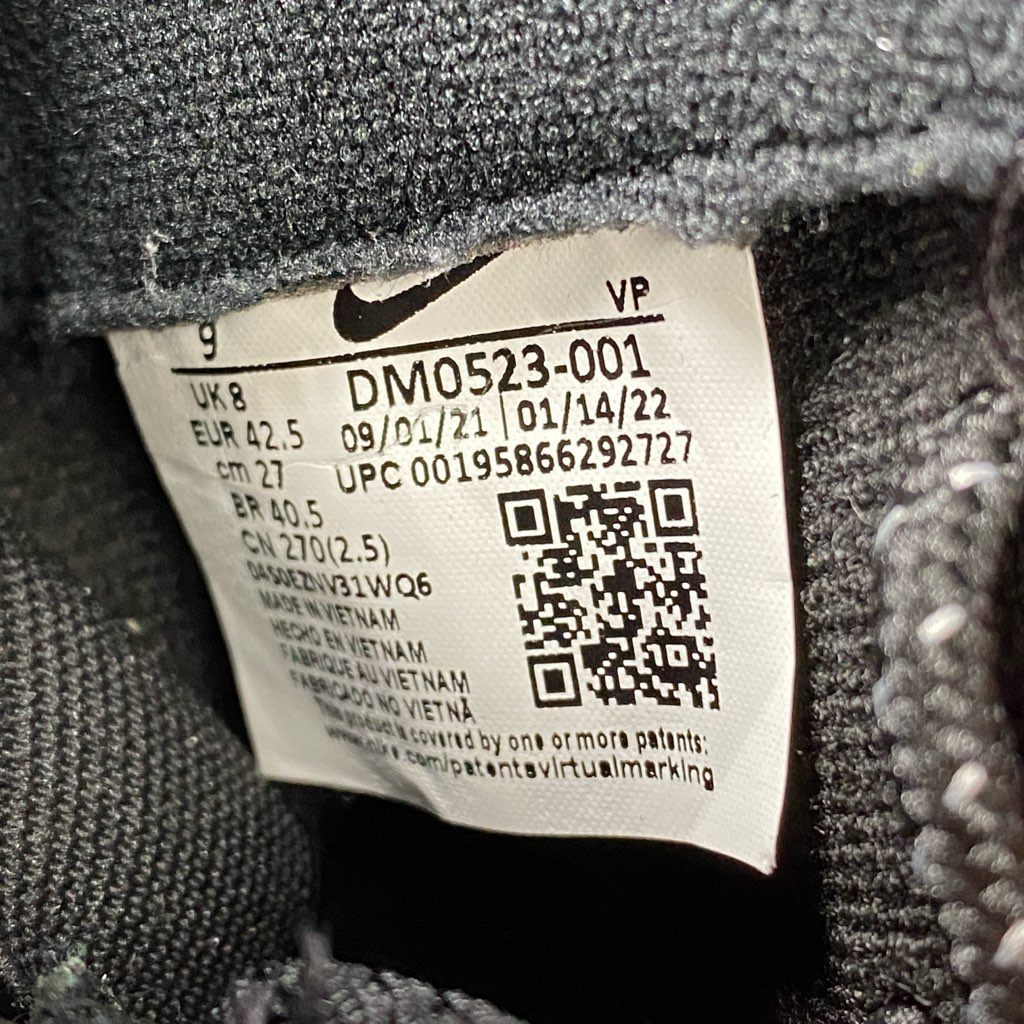 9 VP
UK 8 DM0523-001
EUR 42.5 09/01/21 | 01/14/22
cm 27 UPC 00195866292727
BR 40.5
CN 270(2.5)
0AS0EZNV31WQ6
MADE IN VIETNAM
HECHO EN VIETNAM
FABRIQUE AU VIETNAM
FABRICADO NO VIETNÃ
This product is covered by one or more patents:
www.nike.com/patentsvirtualmarking